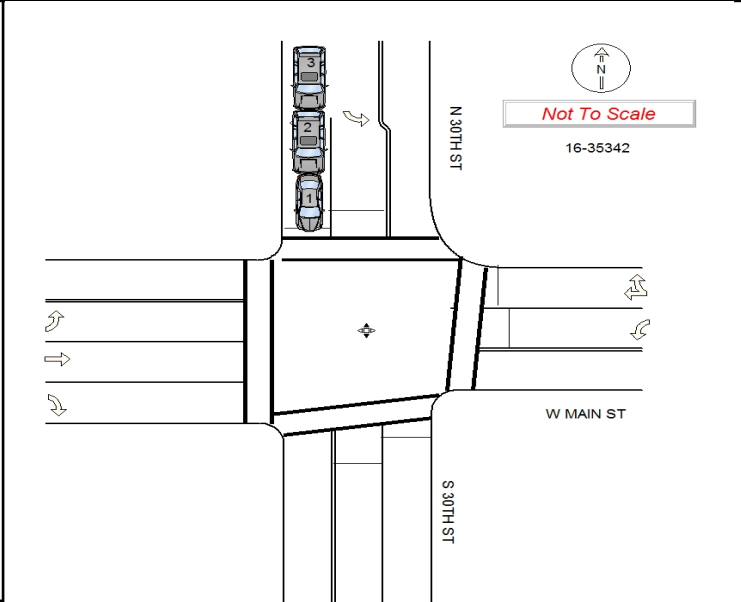 3
2
1
N
Not To Scale
16-35342
N 30TH ST
W MAIN ST
S 30TH ST